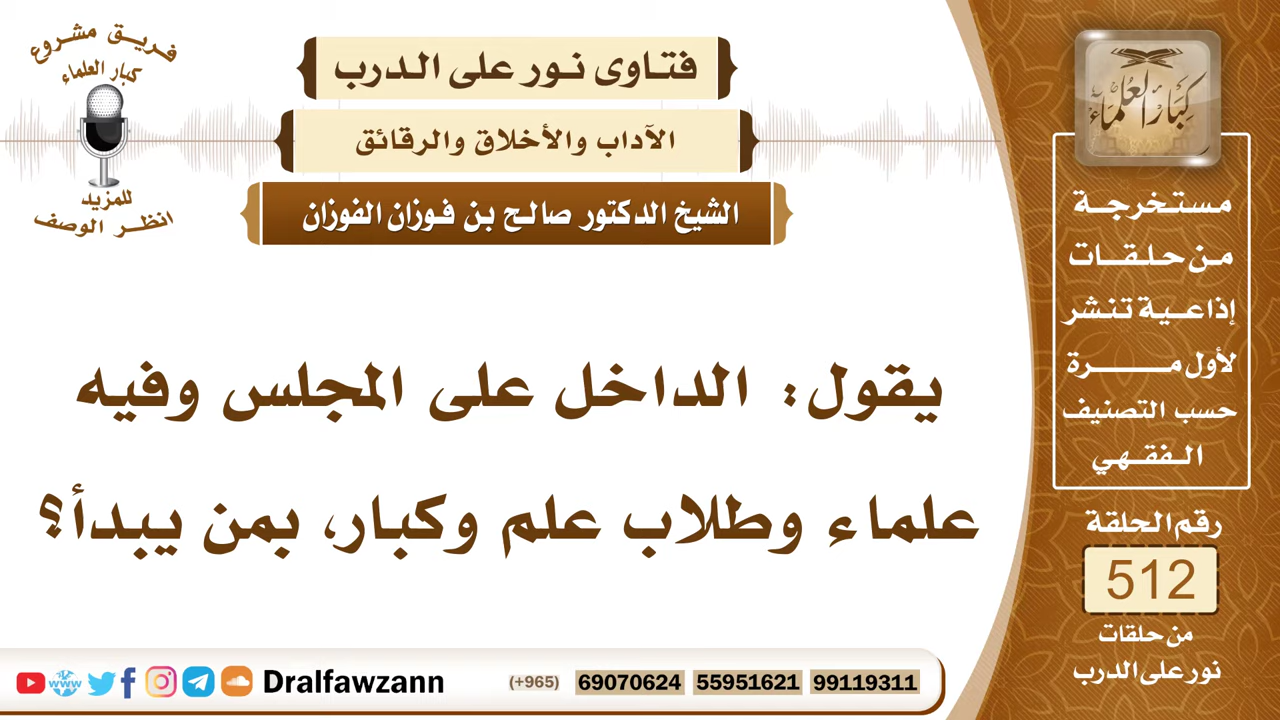 فريق مشروع
كبار العلماء
للمزيد
انظر الوصف
فتاوى نور على الدرب
الآداب والأخلاق والرقائق
الشيخ الدكتور صالح بن فوزان الفوزان
يقول: الداخل على المجلس وفيه
علماء وطلاب علم وكبار، بمن يبدأ؟
كبار العلماء
مستخرجة
من حلقات
إذاعية تنشر
لأول مرة
حسب التصنيف
الفقهي
رقم الحلقة
512
من حلقات
نور على الدرب
www Dralfawzann (+965) 69070624 55951621 99119311